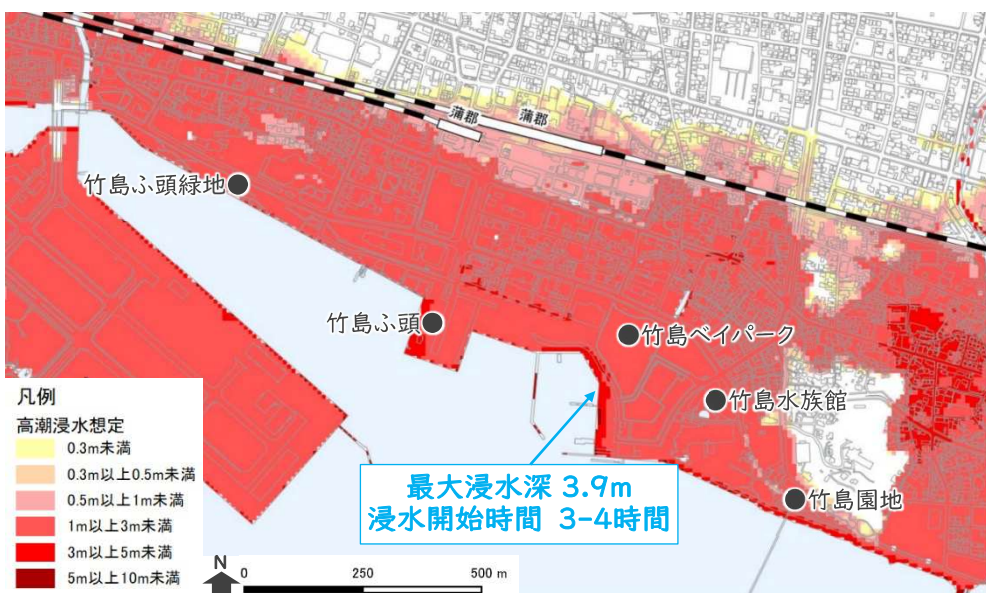 蒲郡
蒲郡
竹島ふ頭緑地
竹島ふ頭
竹島ベイパーク
竹島水族館
竹島園地
最大浸水深 3.9m
浸水開始時間 3-4時間
凡例
高潮浸水想定
0.3m未満
0.3m以上0.5m未満
0.5m以上1m未満
1m以上3m未満
3m以上5m未満
5m以上10m未満
N
0 250 500 m